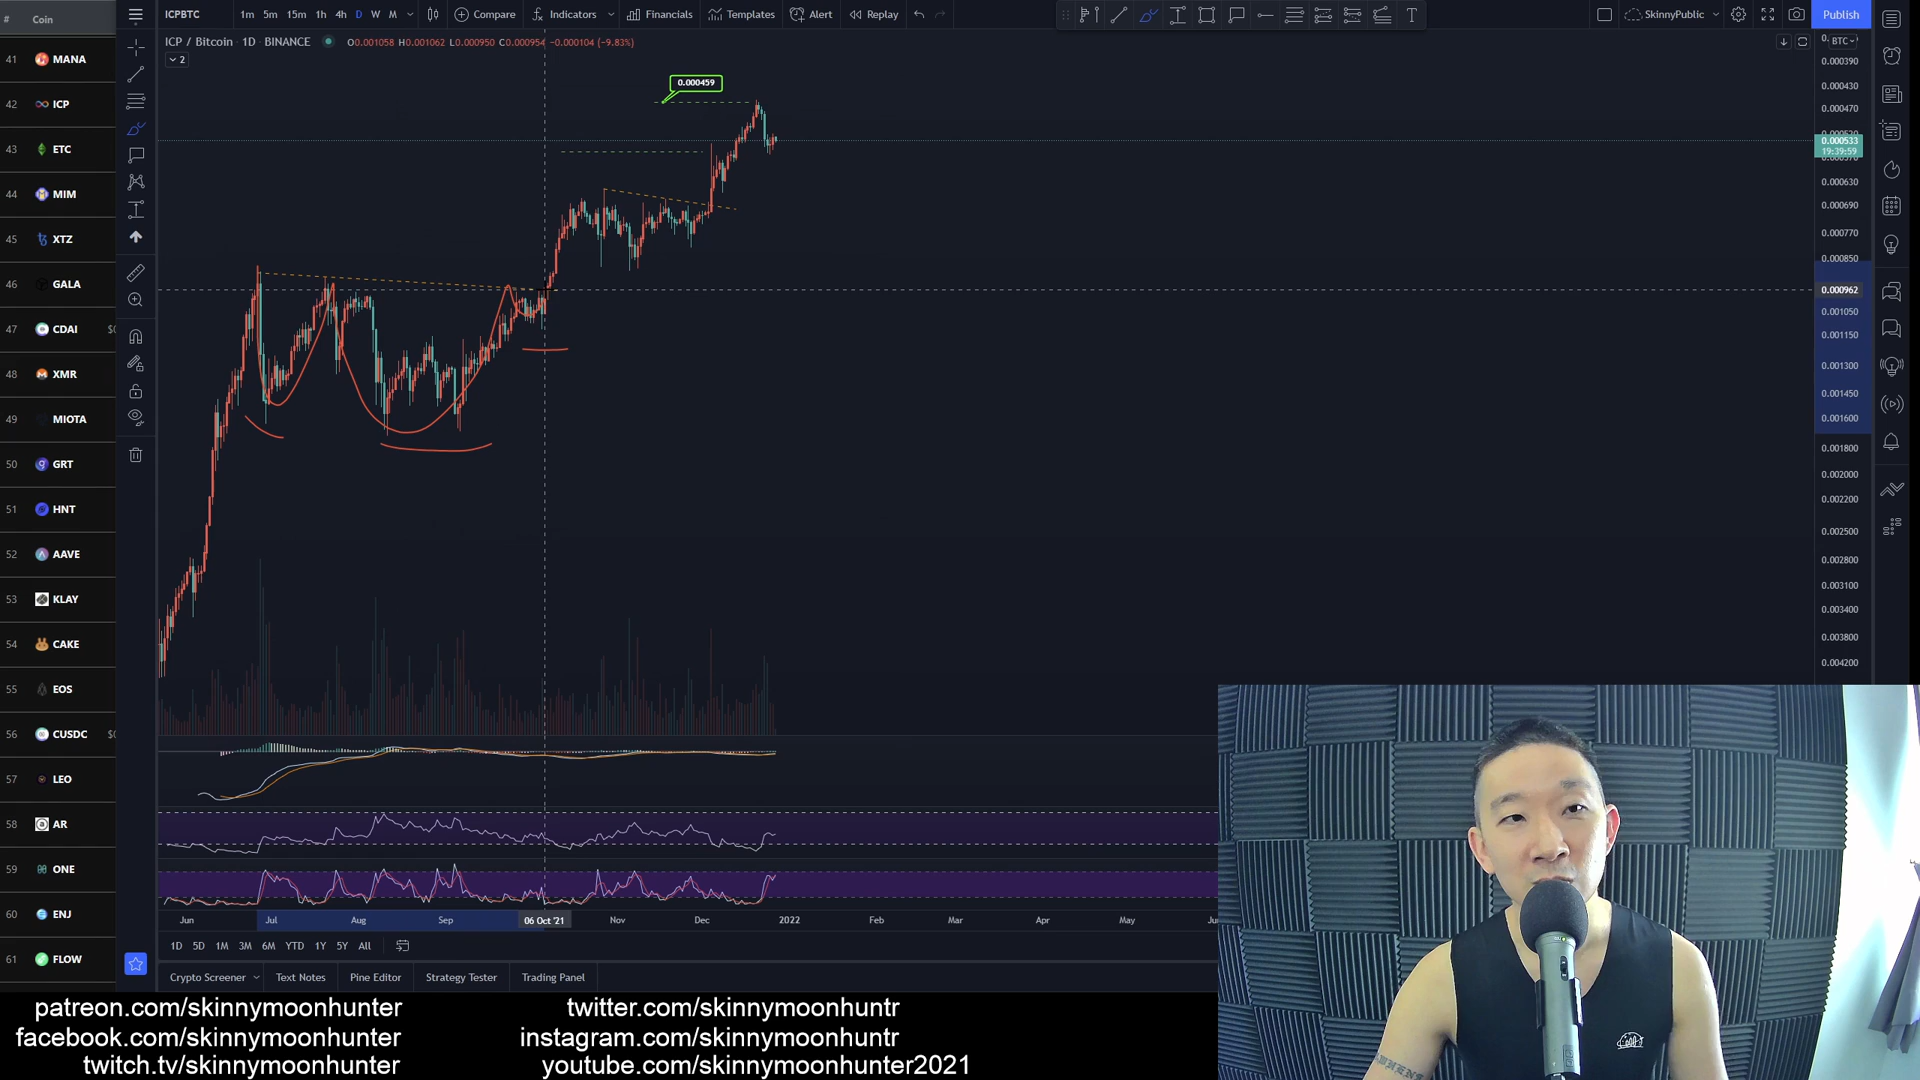 # Coin
1m 5m 15m 1h 4h D W M Compare Indicators Financials Templates Alert Replay
SkinnyPublic Publish
ICPBTC
ICP / Bitcoin · 1D · BINANCE O0.001058 H0.001062 L0.000950 C0.000954 −0.000104 (−9.83%)
2
BTC
0.000459
0.000390
0.000430
0.000470
0.000533
19:39:59
0.000630
0.000690
0.000770
0.000850
0.000962
0.001050
0.001150
0.001300
0.001450
0.001600
0.001800
0.002000
0.002200
0.002500
0.002800
0.003100
0.003400
0.003800
0.004200
41 MANA
42 ICP
43 ETC
44 MIM
45 XTZ
46 GALA
47 CDAI
48 XMR
49 MIOTA
50 GRT
51 HNT
52 AAVE
53 KLAY
54 CAKE
55 EOS
56 CUSDC
57 LEO
58 AR
59 ONE
60 ENJ
61 FLOW
Jun Jul Aug Sep 06 Oct '21 Nov Dec 2022 Feb Mar Apr May
1D 5D 1M 3M 6M YTD 1Y 5Y All
Crypto Screener Text Notes Pine Editor Strategy Tester Trading Panel
patreon.com/skinnymoonhunter twitter.com/skinnymoonhuntr
facebook.com/skinnymoonhunter instagram.com/skinnymoonhuntr
twitch.tv/skinnymoonhunter youtube.com/skinnymoonhunter2021